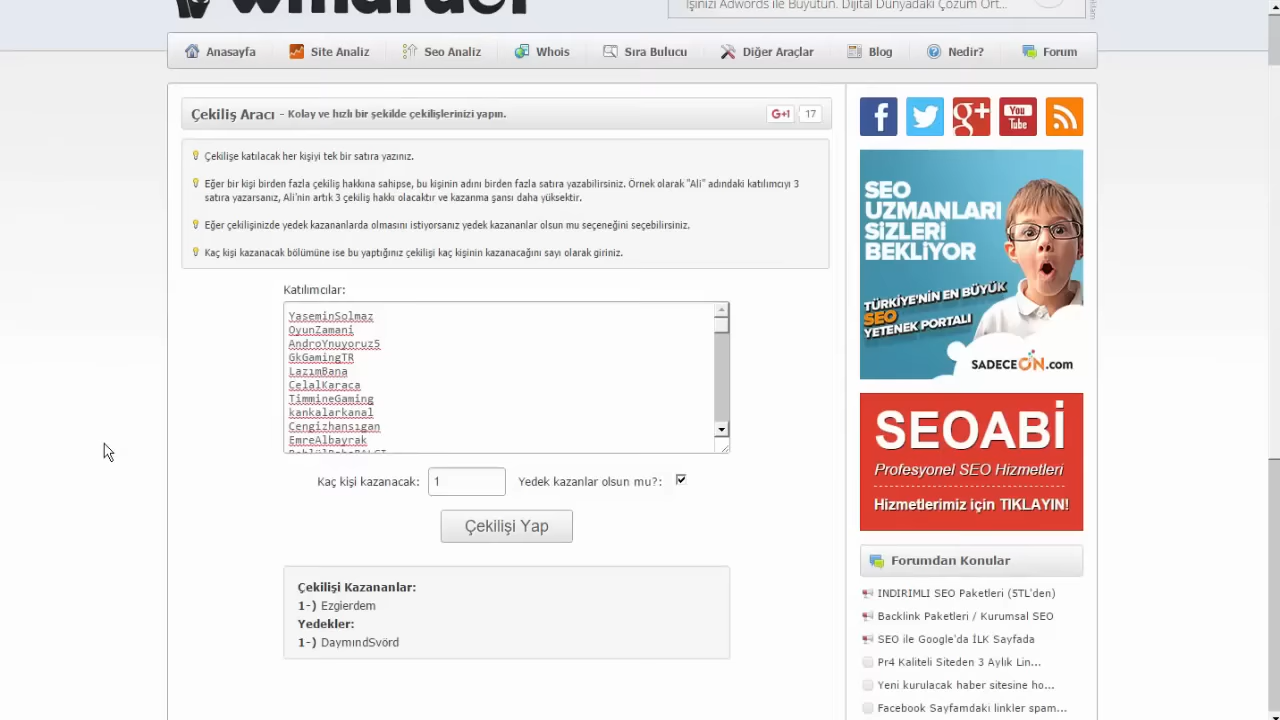 İşinizi Adwords ile Büyütün. Dijital Dünyadaki Çözüm Ort...
Anasayfa
Site Analiz
Seo Analiz
Whois
Sıra Bulucu
Diğer Araçlar
Blog
Nedir?
Forum
Çekiliş Aracı - Kolay ve hızlı bir şekilde çekilişlerinizi yapın.
G+1 17
Çekilişe katılacak her kişiyi tek bir satıra yazınız.
Eğer bir kişi birden fazla çekiliş hakkına sahipse, bu kişinin adını birden fazla satıra yazabilirsiniz. Örnek olarak "Ali" adındaki katılımcıyı 3
satıra yazarsanız, Ali'nin artık 3 çekiliş hakkı olacaktır ve kazanma şansı daha yüksektir.
Eğer çekilişinizde yedek kazananlarda olmasını istiyorsanız yedek kazananlar olsun mu seçeneğini seçebilirsiniz.
Kaç kişi kazanacak bölümüne ise bu yaptığınız çekilişi kaç kişinin kazanacağını sayı olarak giriniz.
Katılımcılar:
YaseminSolmaz
OyunZamani
AndroYnuyoruz5
GkGamingTR
LazımBana
CelalKaraca
TimmineGaming
kankalarkanal
Cengizhansıgan
EmreAlbayrak
Kaç kişi kazanacak: 1 Yedek kazanlar olsun mu?:
Çekilişi Yap
Çekilişi Kazananlar:
1-) Ezgierdem
Yedekler:
1-) DaymındSvörd
You
Tube
SEO
UZMANLARI
SİZLERİ
BEKLİYOR
TÜRKİYE'NİN EN BÜYÜK
SEO
YETENEK PORTALI
SADECEON.com
SEOABİ
Profesyonel SEO Hizmetleri
Hizmetlerimiz için TIKLAYIN!
Forumdan Konular
INDIRIMLI SEO Paketleri (5TL'den)
Backlink Paketleri / Kurumsal SEO
SEO ile Google'da İLK Sayfada
Pr4 Kaliteli Siteden 3 Aylık Lin...
Yeni kurulacak haber sitesine ho...
Facebook Sayfamdaki linkler spam...